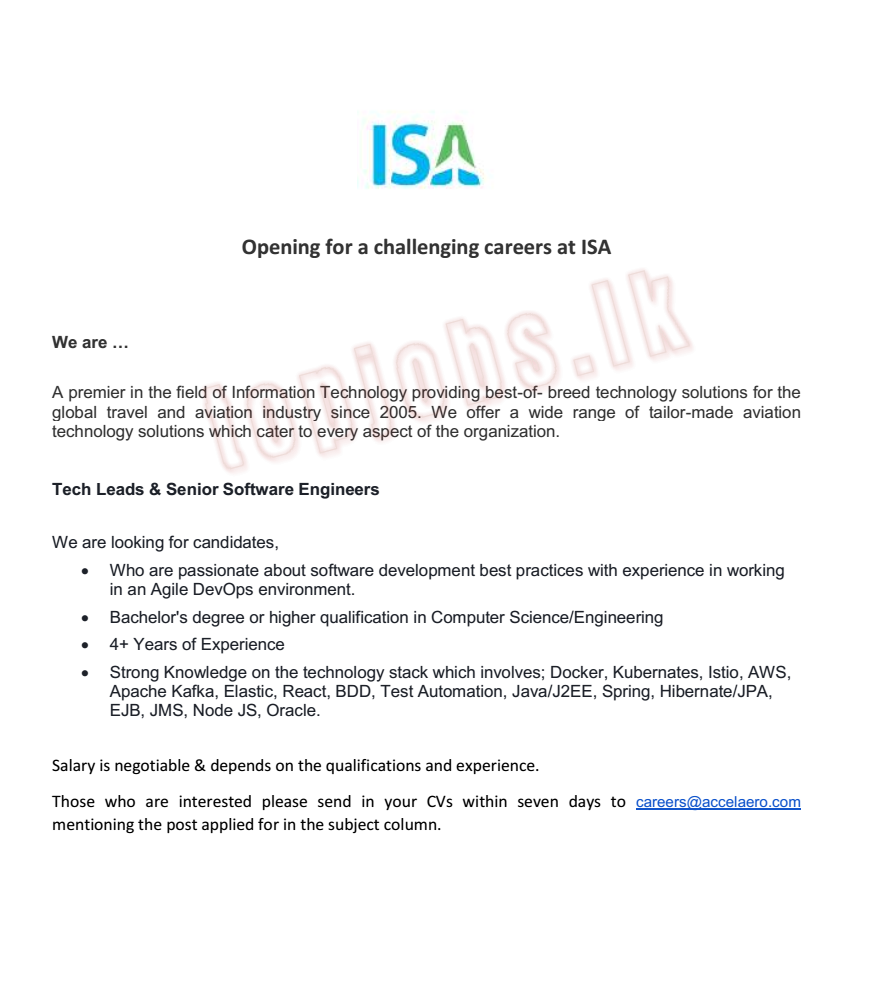 ISA
Opening for a challenging careers at ISA
topjobs.lk
We are …
A premier in the field of Information Technology providing best-of- breed technology solutions for the
global travel and aviation industry since 2005. We offer a wide range of tailor-made aviation
technology solutions which cater to every aspect of the organization.
Tech Leads & Senior Software Engineers
We are looking for candidates,
• Who are passionate about software development best practices with experience in working
in an Agile DevOps environment.
• Bachelor's degree or higher qualification in Computer Science/Engineering
• 4+ Years of Experience
• Strong Knowledge on the technology stack which involves; Docker, Kubernates, Istio, AWS,
Apache Kafka, Elastic, React, BDD, Test Automation, Java/J2EE, Spring, Hibernate/JPA,
EJB, JMS, Node JS, Oracle.
Salary is negotiable & depends on the qualifications and experience.
Those who are interested please send in your CVs within seven days to careers@accelaero.com
mentioning the post applied for in the subject column.